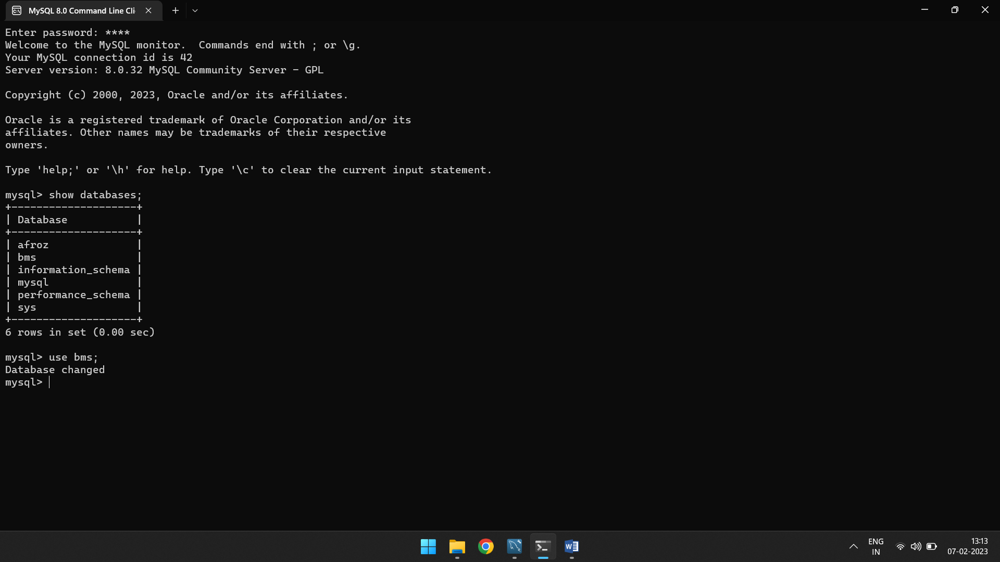 MySQL 8.0 Command Line Cli
Enter password: ****
Welcome to the MySQL monitor.  Commands end with ; or \g.
Your MySQL connection id is 42
Server version: 8.0.32 MySQL Community Server - GPL
Copyright (c) 2000, 2023, Oracle and/or its affiliates.
Oracle is a registered trademark of Oracle Corporation and/or its
affiliates. Other names may be trademarks of their respective
owners.
Type 'help;' or '\h' for help. Type '\c' to clear the current input statement.
mysql> show databases;
+--------------------+
| Database           |
+--------------------+
| afroz              |
| bms                |
| information_schema |
| mysql              |
| performance_schema |
| sys                |
+--------------------+
6 rows in set (0.00 sec)
mysql> use bms;
Database changed
mysql>
W
ENG
IN
13:13
07-02-2023